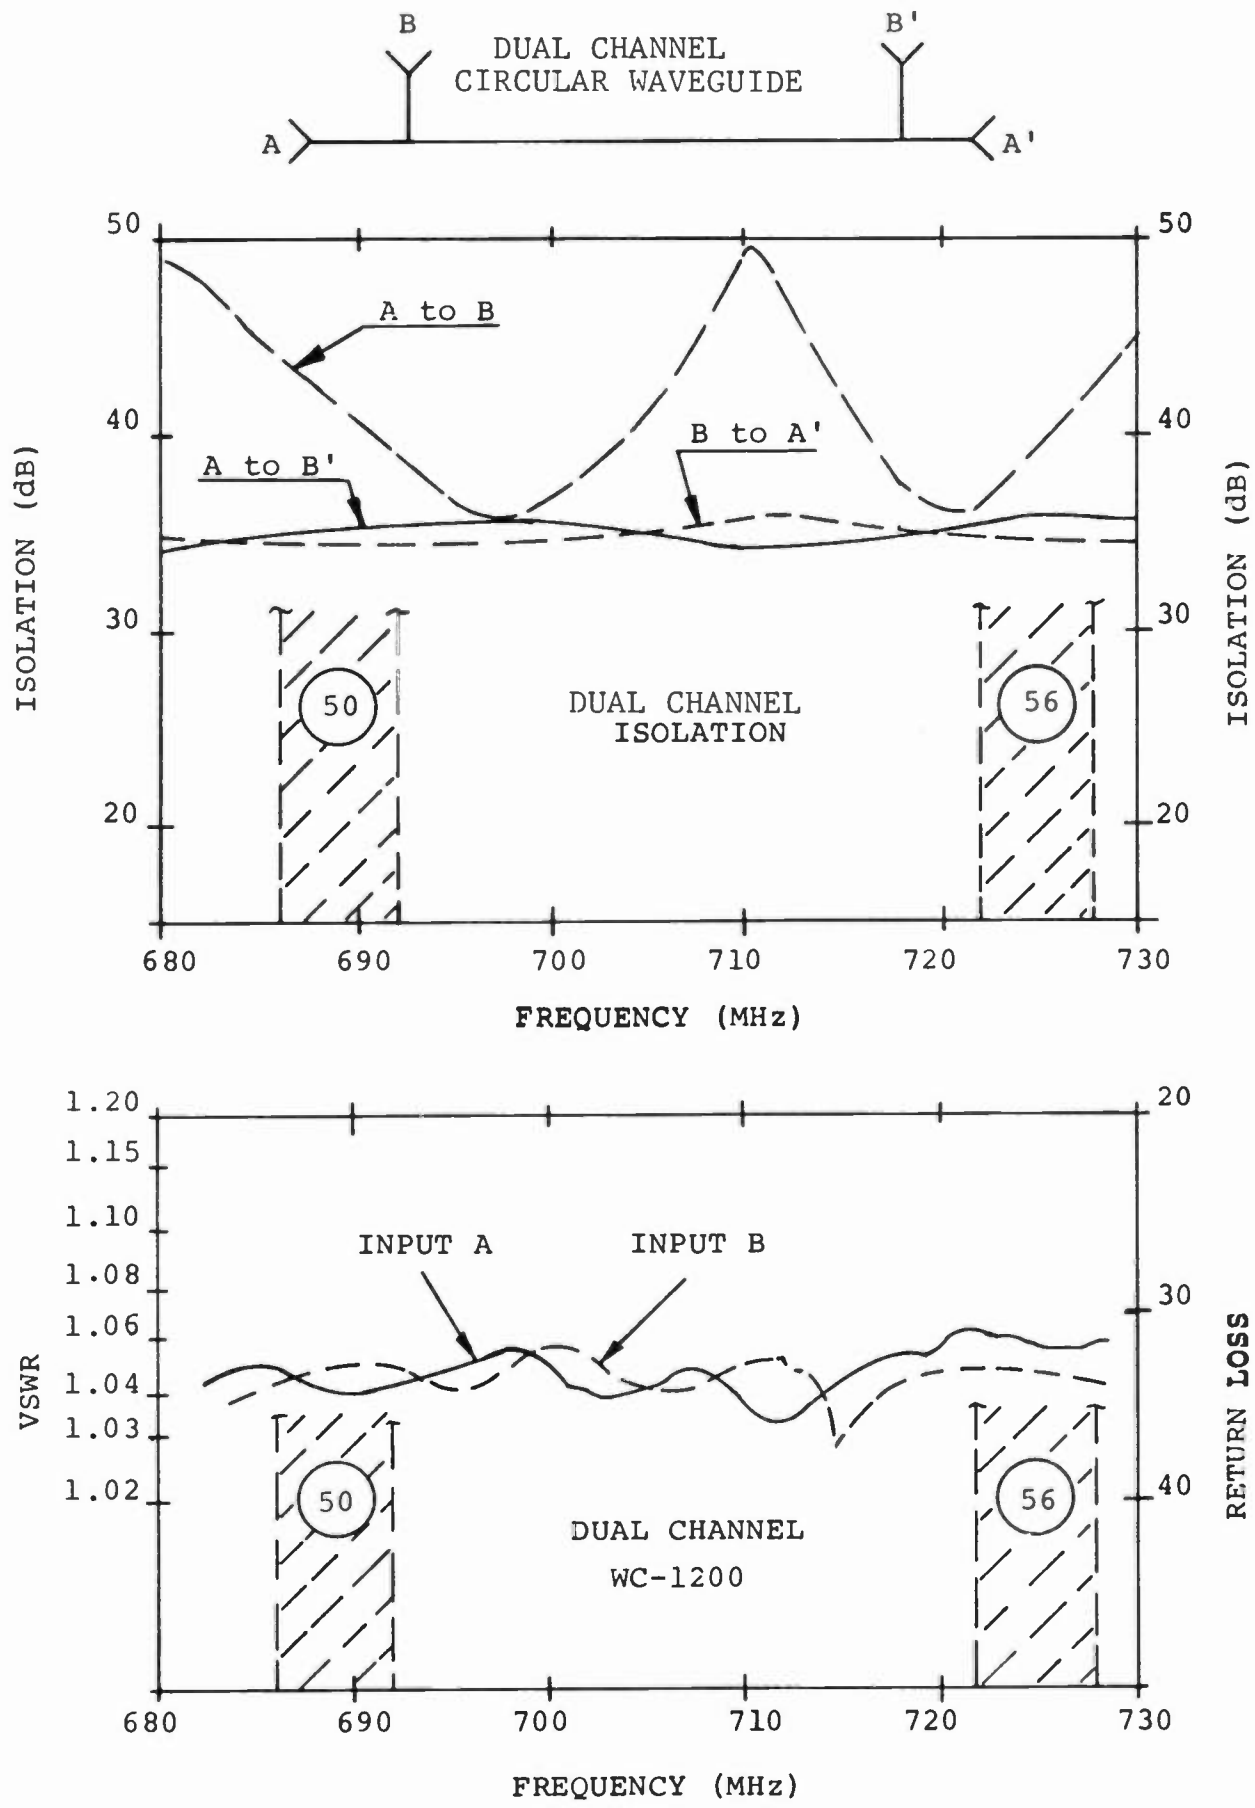 B
B'
DUAL CHANNEL
CIRCULAR WAVEGUIDE
A
A'
50
50
A to B
40
40
B to A'
A to B'
ISOLATION (dB)
ISOLATION (dB)
30
30
50
56
DUAL CHANNEL
ISOLATION
20
20
680
690
700
710
720
730
FREQUENCY (MHz)
1.20
20
1.15
1.10
INPUT A
INPUT B
1.08
30
1.06
VSWR
RETURN LOSS
1.04
1.03
1.02
40
50
56
DUAL CHANNEL
WC-1200
680
690
700
710
720
730
FREQUENCY (MHz)